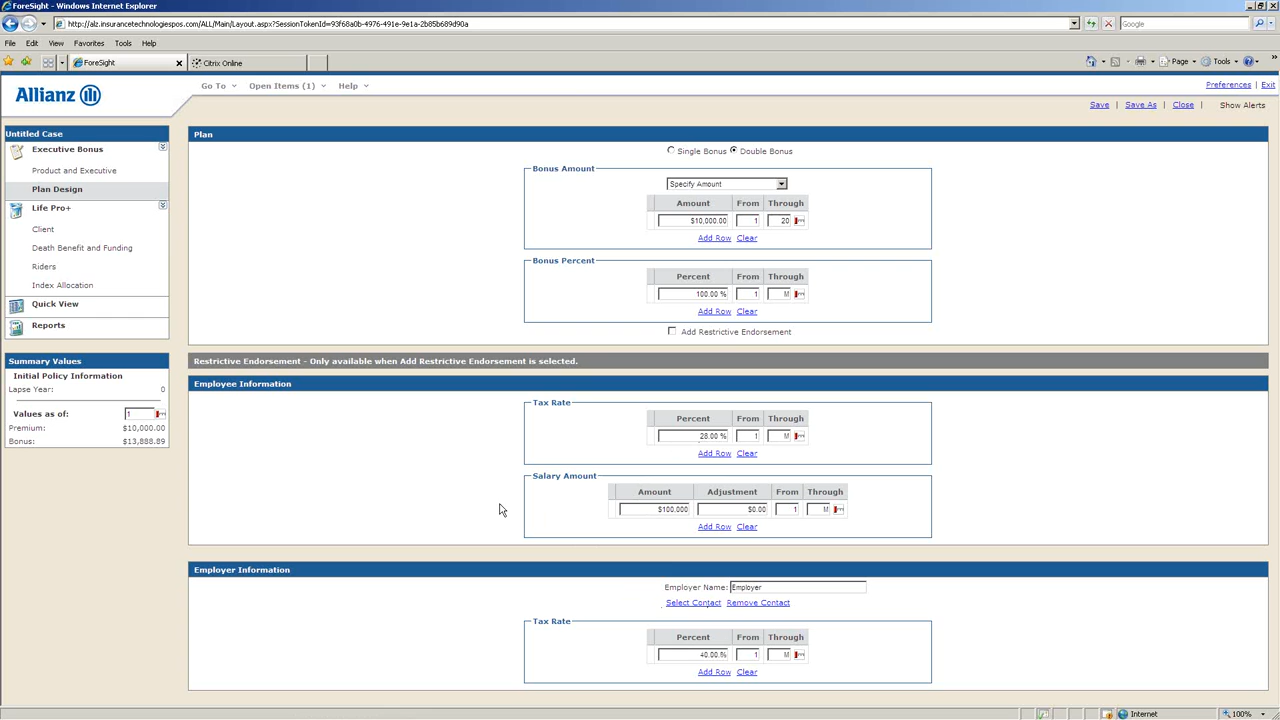 ForeSight - Windows Internet Explorer
http://alz.insurancetechnologiespos.com/ALL/Main/Layout.aspx?SessionTokenId=93f68a0b-4976-491e-9e1a-2b85b689d90a
Google
File Edit View Favorites Tools Help
ForeSight
Citrix Online
Page
Tools
Allianz
Go To
Open Items (1)
Help
Preferences | Exit
Save | Save As | Close | Show Alerts
Untitled Case
Executive Bonus
Product and Executive
Plan Design
Life Pro+
Client
Death Benefit and Funding
Riders
Index Allocation
Quick View
Reports
Summary Values
Initial Policy Information
Lapse Year: 0
Values as of: 1
Premium: $10,000.00
Bonus: $13,888.89
Plan
Single Bonus Double Bonus
Bonus Amount
Specify Amount
Amount From Through
$10,000.00 1 20
Add Row Clear
Bonus Percent
Percent From Through
100.00 % 1 M
Add Row Clear
Add Restrictive Endorsement
Restrictive Endorsement - Only available when Add Restrictive Endorsement is selected.
Employee Information
Tax Rate
Percent From Through
28.00 % 1 M
Add Row Clear
Salary Amount
Amount Adjustment From Through
$100,000 $0.00 1 M
Add Row Clear
Employer Information
Employer Name: Employer
Select Contact Remove Contact
Tax Rate
Percent From Through
40.00 % 1 M
Add Row Clear
Internet
100%